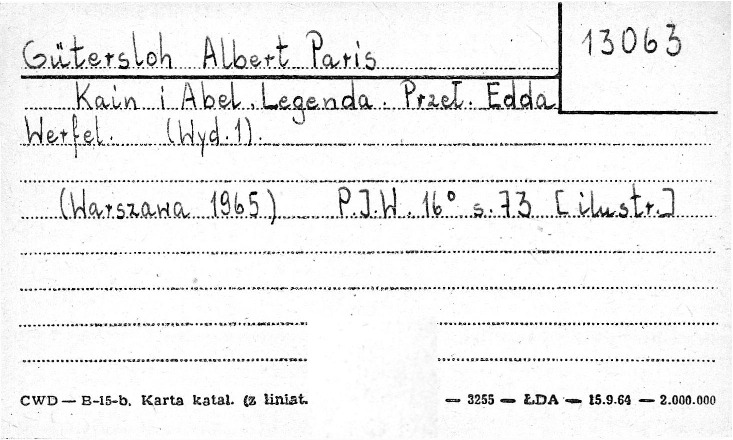 Gütersloh Albert Paris
13063
Kain i Abel. Legenda. Przeł. Edda
Werfel. (Wyd.1).
(Warszawa 1965) P.I.W. 16° s. 73 [ilustr.]
CWD — B-15-b. Karta katal. (z liniat.
— 3255 — ŁDA — 15.9.64 — 2.000.000